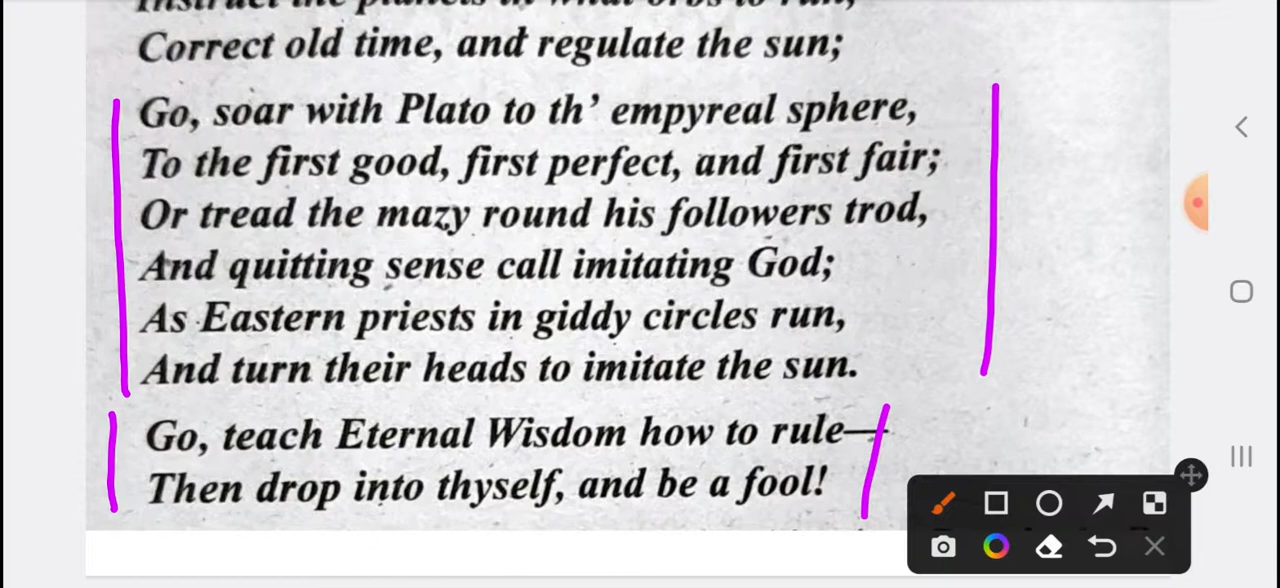 Correct old time, and regulate the sun;
Go, soar with Plato to th' empyreal sphere,
To the first good, first perfect, and first fair;
Or tread the mazy round his followers trod,
And quitting sense call imitating God;
As Eastern priests in giddy circles run,
And turn their heads to imitate the sun.
Go, teach Eternal Wisdom how to rule—
Then drop into thyself, and be a fool!